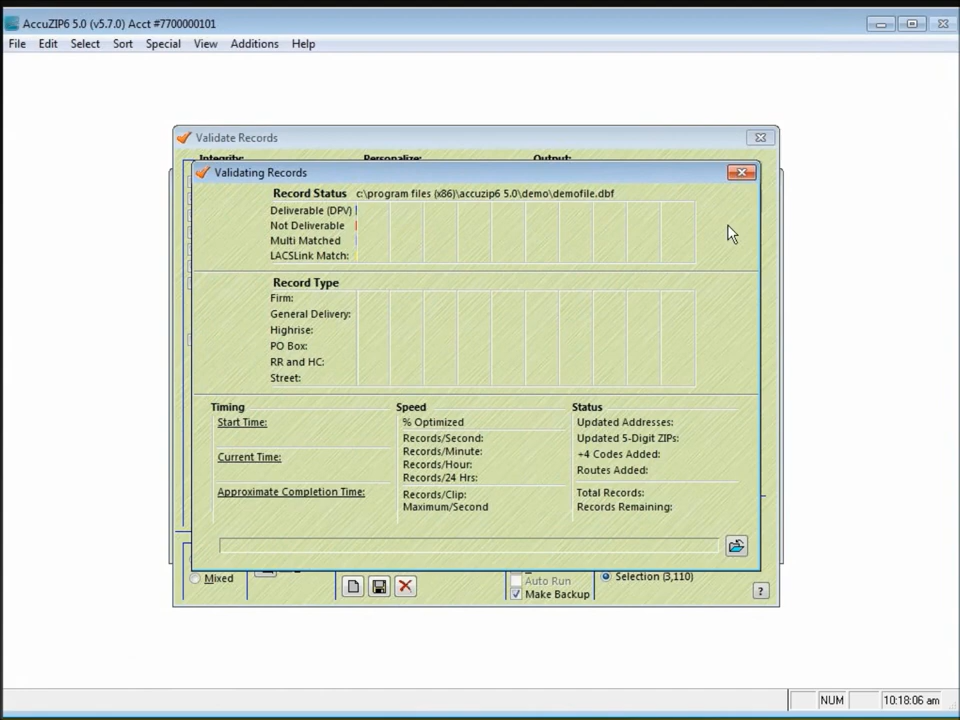 AccuZIP6 5.0 (v5.7.0) Acct #7700000101
File Edit Select Sort Special View Additions Help
Validate Records
Integrity: Personalize: Output:
Validating Records
Record Status c:\program files (x86)\accuzip6 5.0\demo\demofile.dbf
Deliverable (DPV)
Not Deliverable
Multi Matched
LACSLink Match:
Record Type
Firm:
General Delivery:
Highrise:
PO Box:
RR and HC:
Street:
Timing Speed Status
Start Time: % Optimized Updated Addresses:
Records/Second: Updated 5-Digit ZIPs:
Current Time: Records/Minute: +4 Codes Added:
Records/Hour: Routes Added:
Records/24 Hrs:
Approximate Completion Time: Records/Clip: Total Records:
Maximum/Second Records Remaining:
Mixed Auto Run Selection (3,110)
Make Backup ?
NUM 10:18:06 am